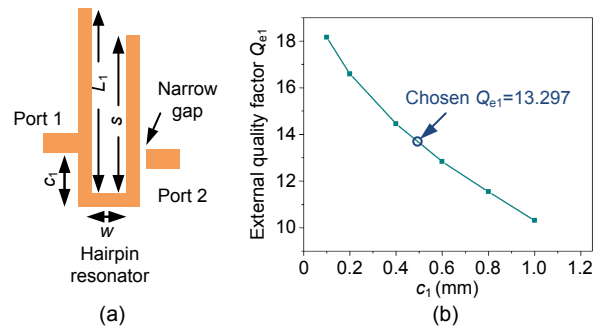 Port 1
L1
s
Narrow
gap
c1
Port 2
w
Hairpin
resonator
(a)
External quality factor Qe1
18
16
14
12
10
Chosen Qe1=13.297
0
0.2
0.4
0.6
0.8
1.0
1.2
c1 (mm)
(b)